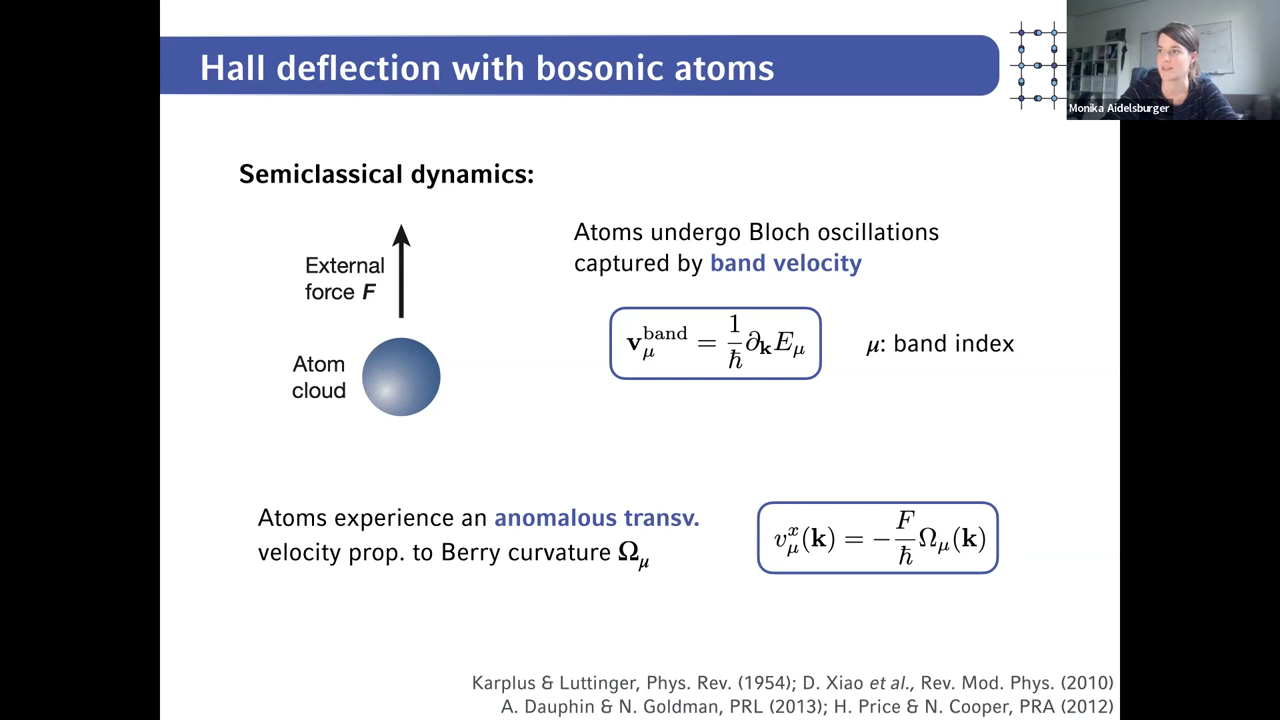 Hall deflection with bosonic atoms
Monika Aidelsburger
Semiclassical dynamics:
External
force F
Atom
cloud
Atoms undergo Bloch oscillations
captured by band velocity
𝐯_μ^band = 1/ħ ∂_𝐤 E_μ
μ: band index
Atoms experience an anomalous transv.
velocity prop. to Berry curvature Ω_μ
v_μ^x(𝐤) = −F/ħ Ω_μ(𝐤)
Karplus & Luttinger, Phys. Rev. (1954); D. Xiao et al., Rev. Mod. Phys. (2010)
A. Dauphin & N. Goldman, PRL (2013); H. Price & N. Cooper, PRA (2012)